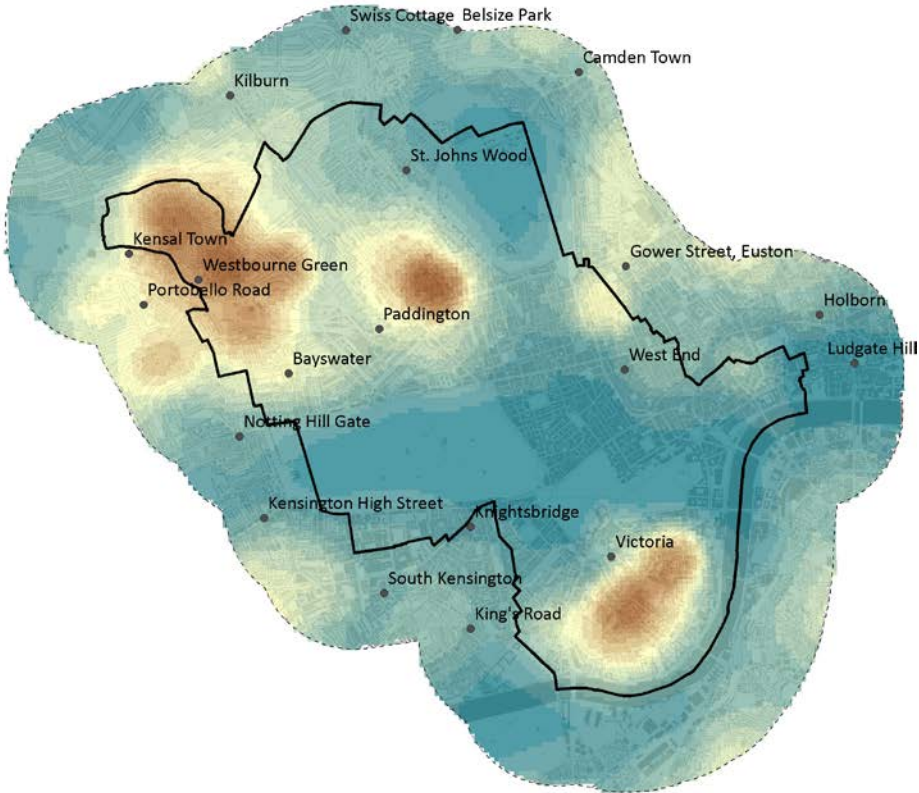 Swiss Cottage
Belsize Park
Camden Town
Kilburn
St. Johns Wood
Kensal Town
Westbourne Green
Gower Street, Euston
Portobello Road
Holborn
Paddington
Ludgate Hill
Bayswater
West End
Notting Hill Gate
Kensington High Street
Knightsbridge
Victoria
South Kensington
King's Road